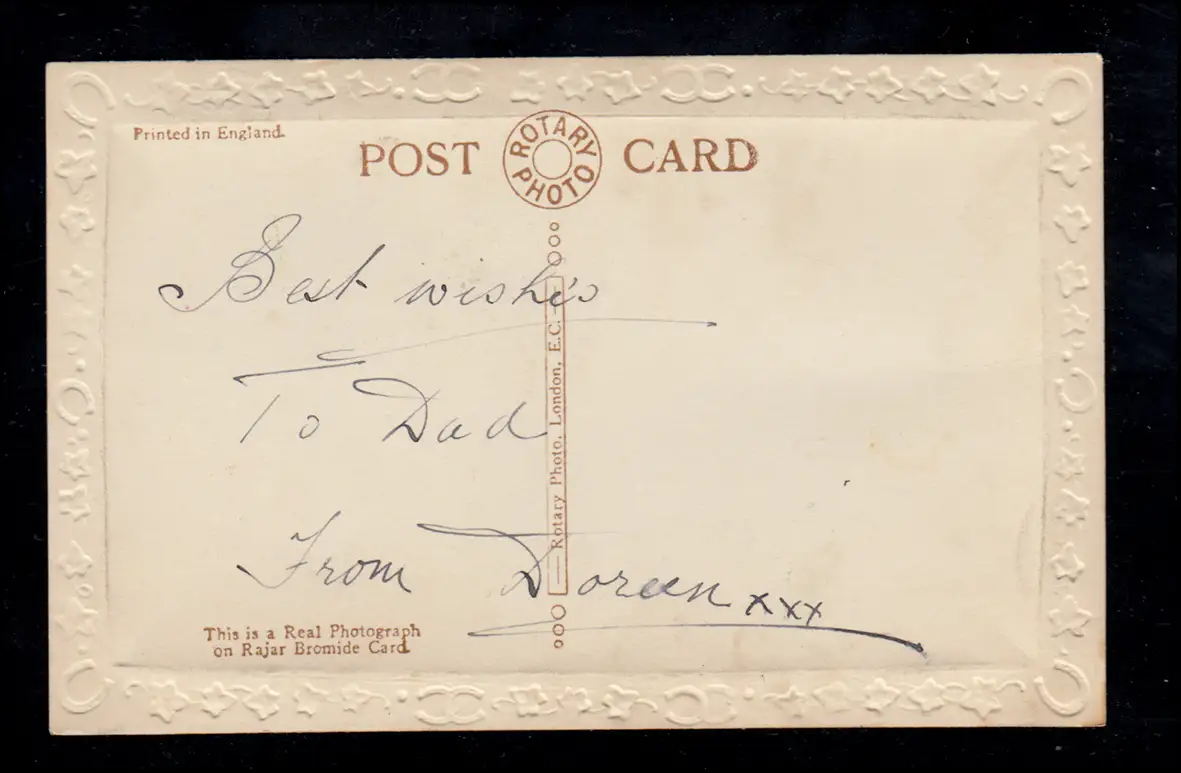 Printed in England.
POST ROTARY PHOTO CARD
Best wishe's
To Dad
From Doreen xxx
Rotary Photo, London, E.C.
This is a Real Photograph
on Rajar Bromide Card.